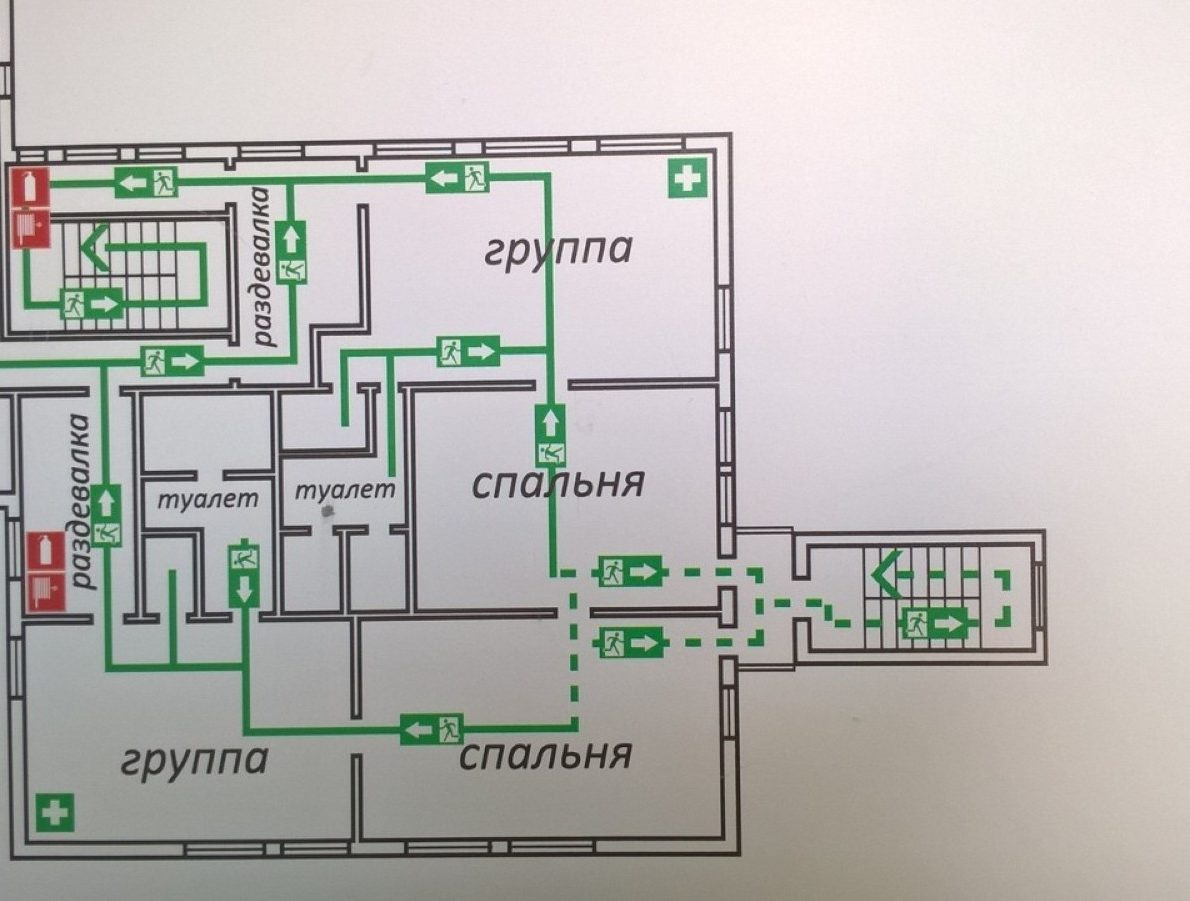 раздевалка
группа
раздевалка
туалет
туалет
спальня
группа
спальня